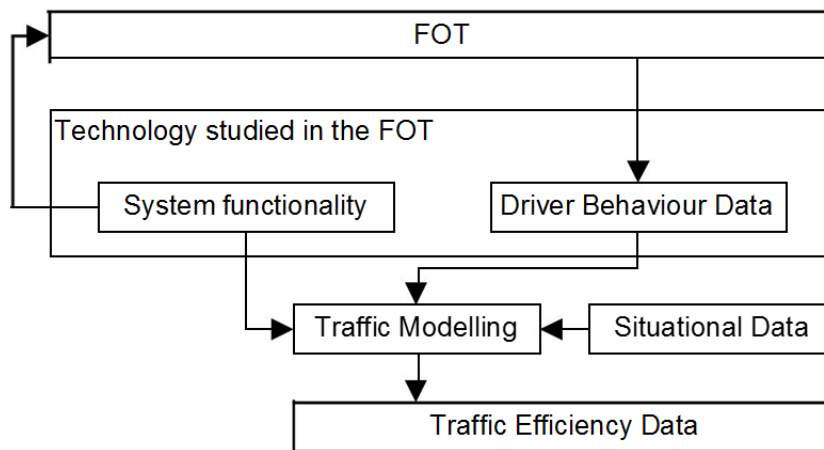 FOT
Technology studied in the FOT
System functionality
Driver Behaviour Data
Traffic Modelling
Situational Data
Traffic Efficiency Data